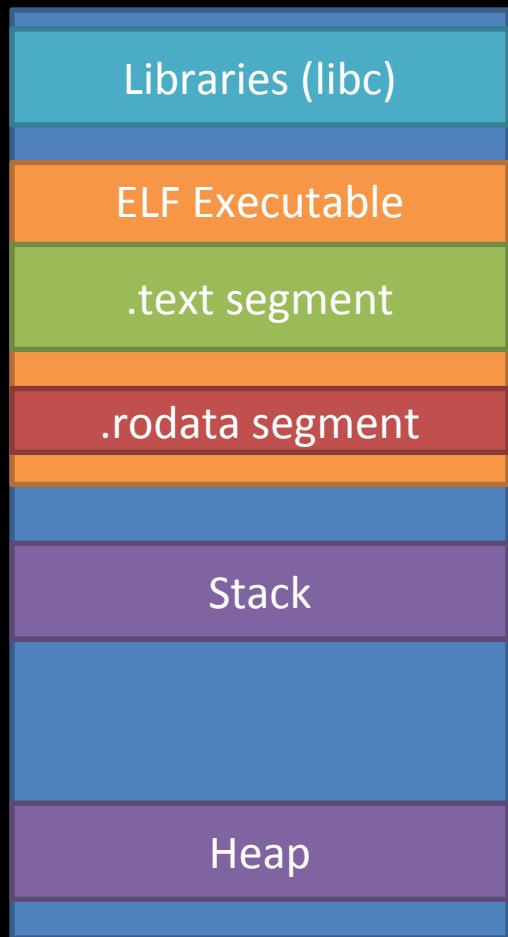 Libraries (libc)
ELF Executable
.text segment
.rodata segment
Stack
Heap